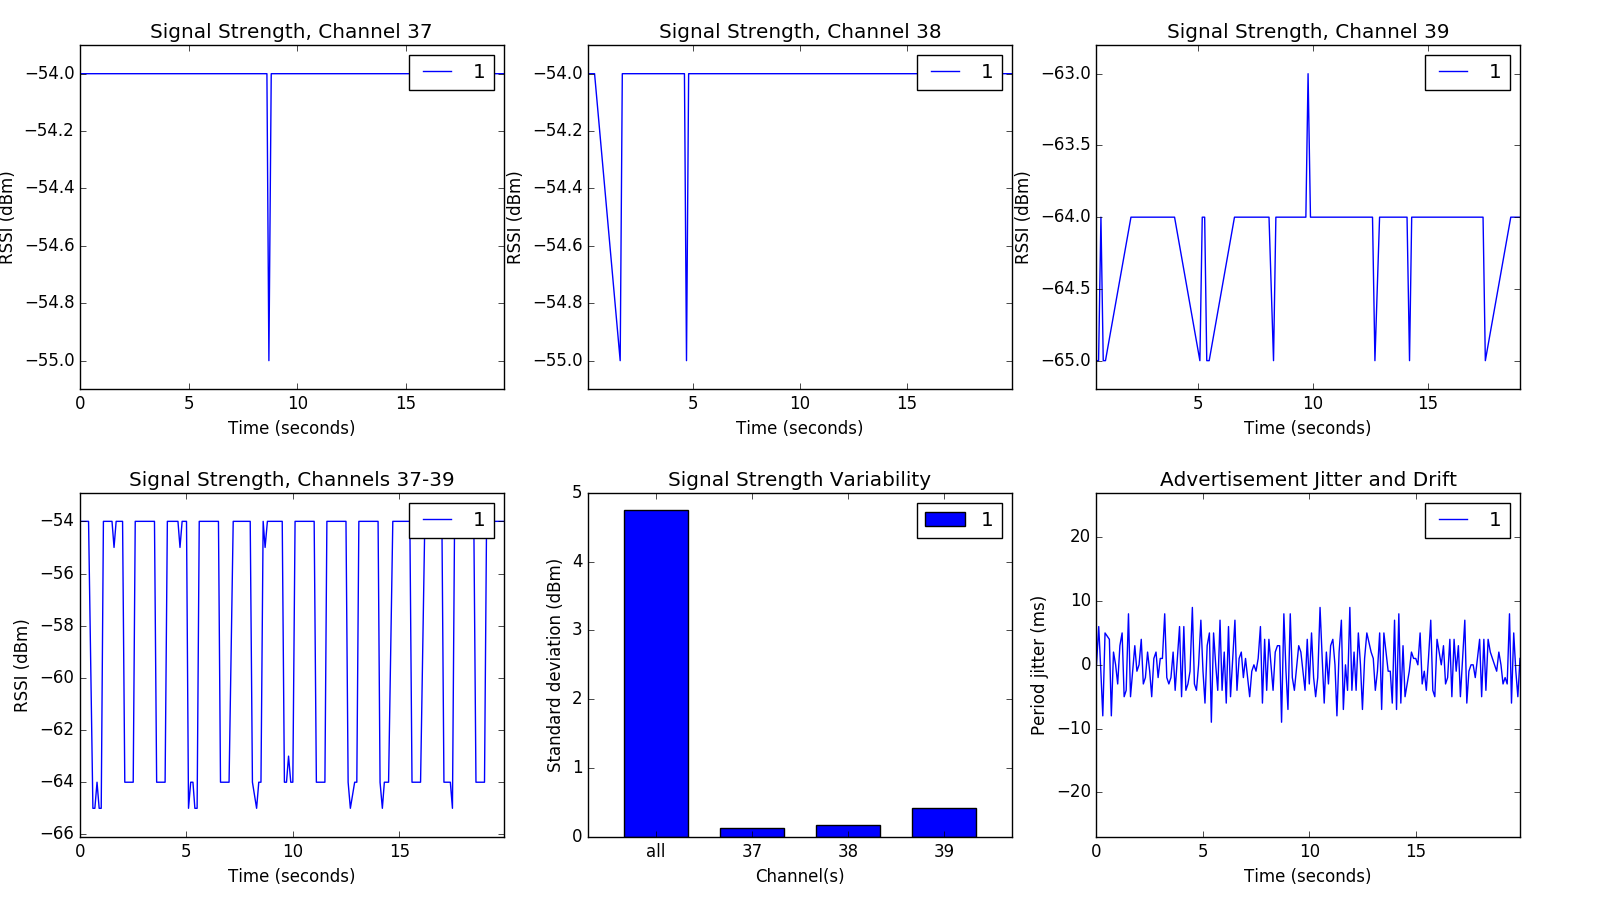 Signal Strength, Channel 37
1
−54.0
−54.2
−54.4
−54.6
−54.8
−55.0
RSSI (dBm)
0 5 10 15
Time (seconds)
Signal Strength, Channel 38
1
−54.0
−54.2
−54.4
−54.6
−54.8
−55.0
RSSI (dBm)
5 10 15
Time (seconds)
Signal Strength, Channel 39
1
−63.0
−63.5
−64.0
−64.5
−65.0
RSSI (dBm)
5 10 15
Time (seconds)
Signal Strength, Channels 37-39
1
−54
−56
−58
−60
−62
−64
−66
RSSI (dBm)
0 5 10 15
Time (seconds)
Signal Strength Variability
1
5
4
3
2
1
0
Standard deviation (dBm)
all 37 38 39
Channel(s)
Advertisement Jitter and Drift
1
20
10
0
−10
−20
Period jitter (ms)
0 5 10 15
Time (seconds)